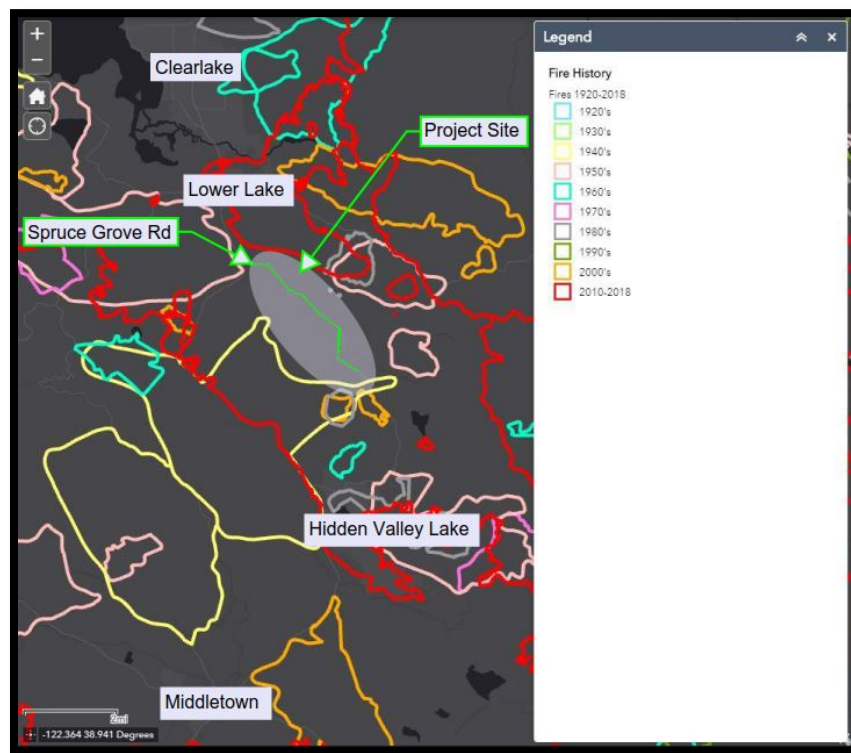 +
−
Clearlake
Project Site
Lower Lake
Spruce Grove Rd
Hidden Valley Lake
Middletown
2mi
-122.364 38.941 Degrees
Legend
Fire History
Fires 1920-2018
1920's
1930's
1940's
1950's
1960's
1970's
1980's
1990's
2000's
2010-2018